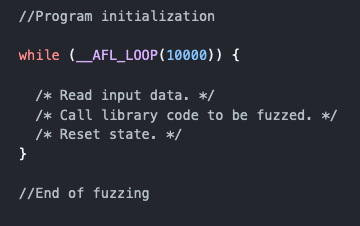 //Program initialization
while (__AFL_LOOP(10000)) {
/* Read input data. */
/* Call library code to be fuzzed. */
/* Reset state. */
}
//End of fuzzing